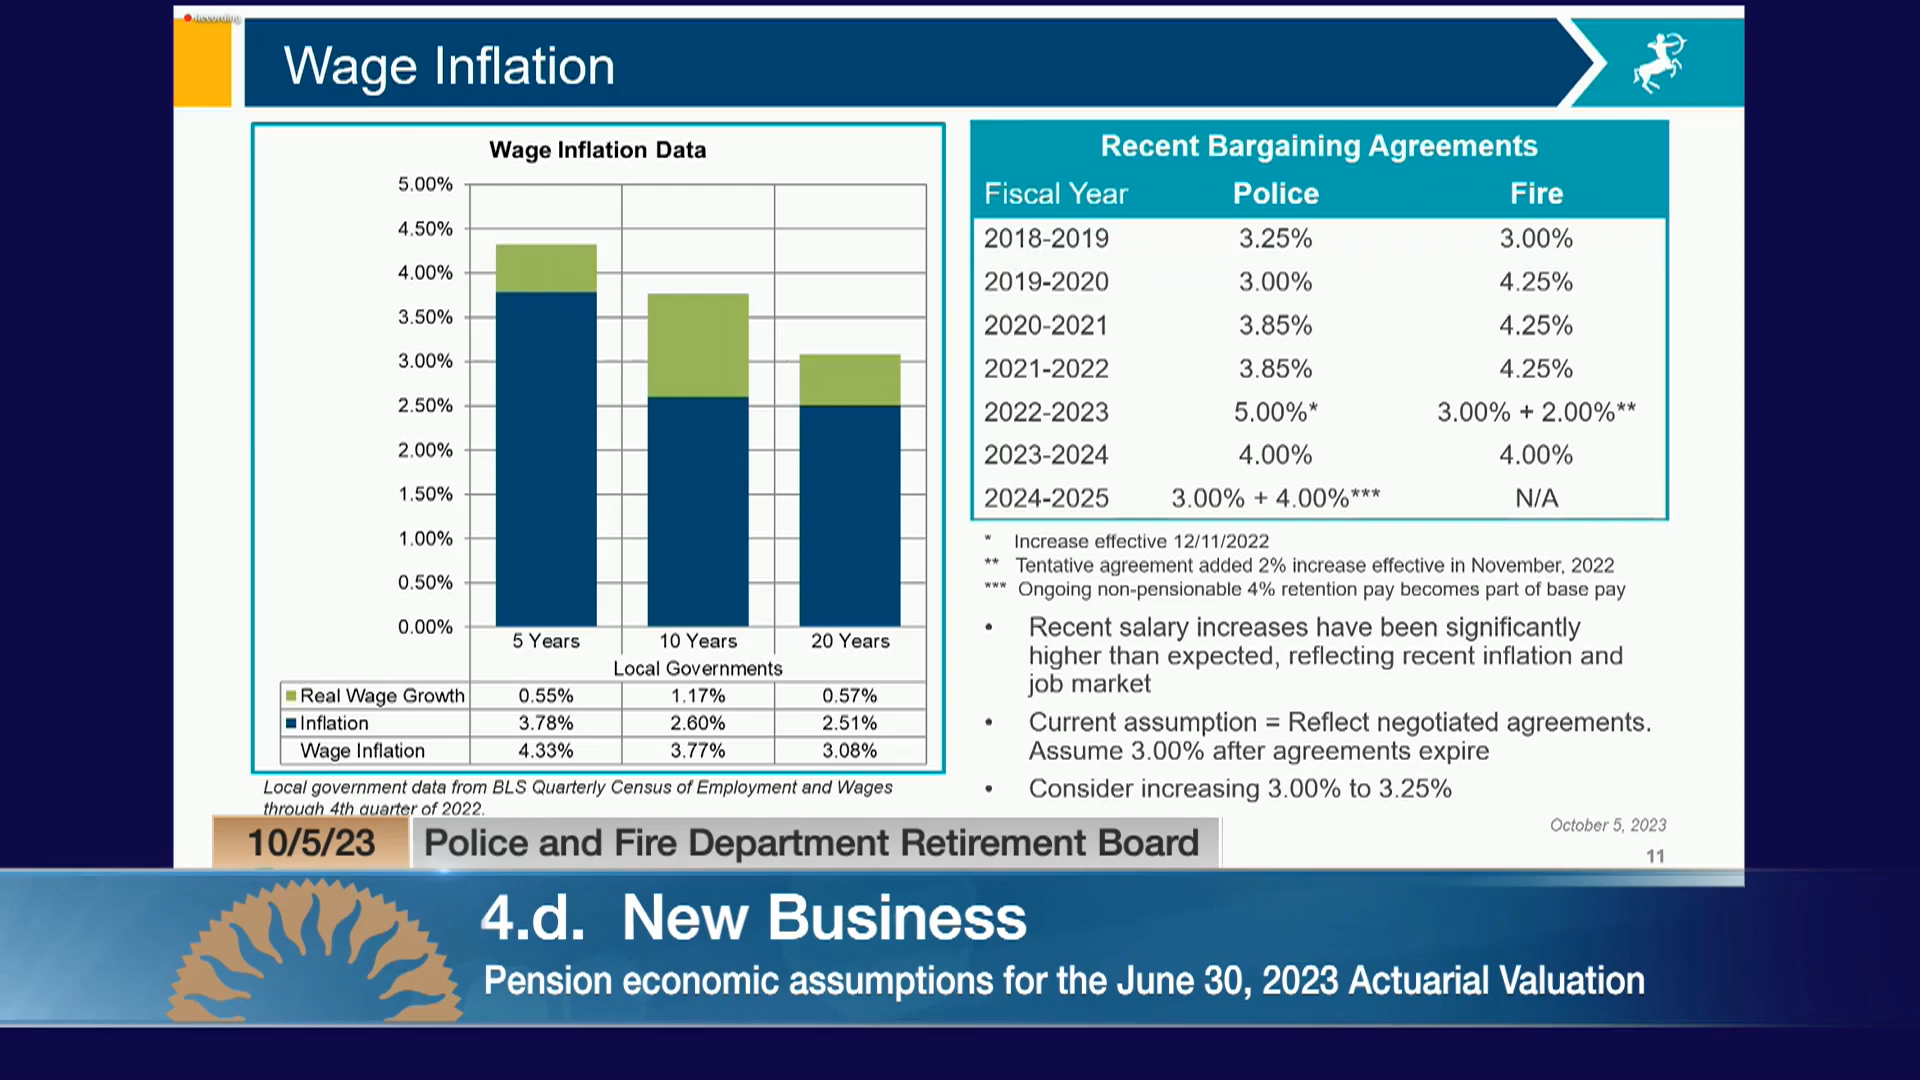 Recording
Wage Inflation
Wage Inflation Data
5.00%
4.50%
4.00%
3.50%
3.00%
2.50%
2.00%
1.50%
1.00%
0.50%
0.00%
5 Years 10 Years 20 Years
Local Governments
Real Wage Growth 0.55% 1.17% 0.57%
Inflation 3.78% 2.60% 2.51%
Wage Inflation 4.33% 3.77% 3.08%
Local government data from BLS Quarterly Census of Employment and Wages
through 4th quarter of 2022.
Recent Bargaining Agreements
Fiscal Year Police Fire
2018-2019 3.25% 3.00%
2019-2020 3.00% 4.25%
2020-2021 3.85% 4.25%
2021-2022 3.85% 4.25%
2022-2023 5.00%* 3.00% + 2.00%**
2023-2024 4.00% 4.00%
2024-2025 3.00% + 4.00%*** N/A
* Increase effective 12/11/2022
** Tentative agreement added 2% increase effective in November, 2022
*** Ongoing non-pensionable 4% retention pay becomes part of base pay
• Recent salary increases have been significantly
higher than expected, reflecting recent inflation and
job market
• Current assumption = Reflect negotiated agreements.
Assume 3.00% after agreements expire
• Consider increasing 3.00% to 3.25%
October 5, 2023
11
10/5/23 Police and Fire Department Retirement Board
4.d. New Business
Pension economic assumptions for the June 30, 2023 Actuarial Valuation